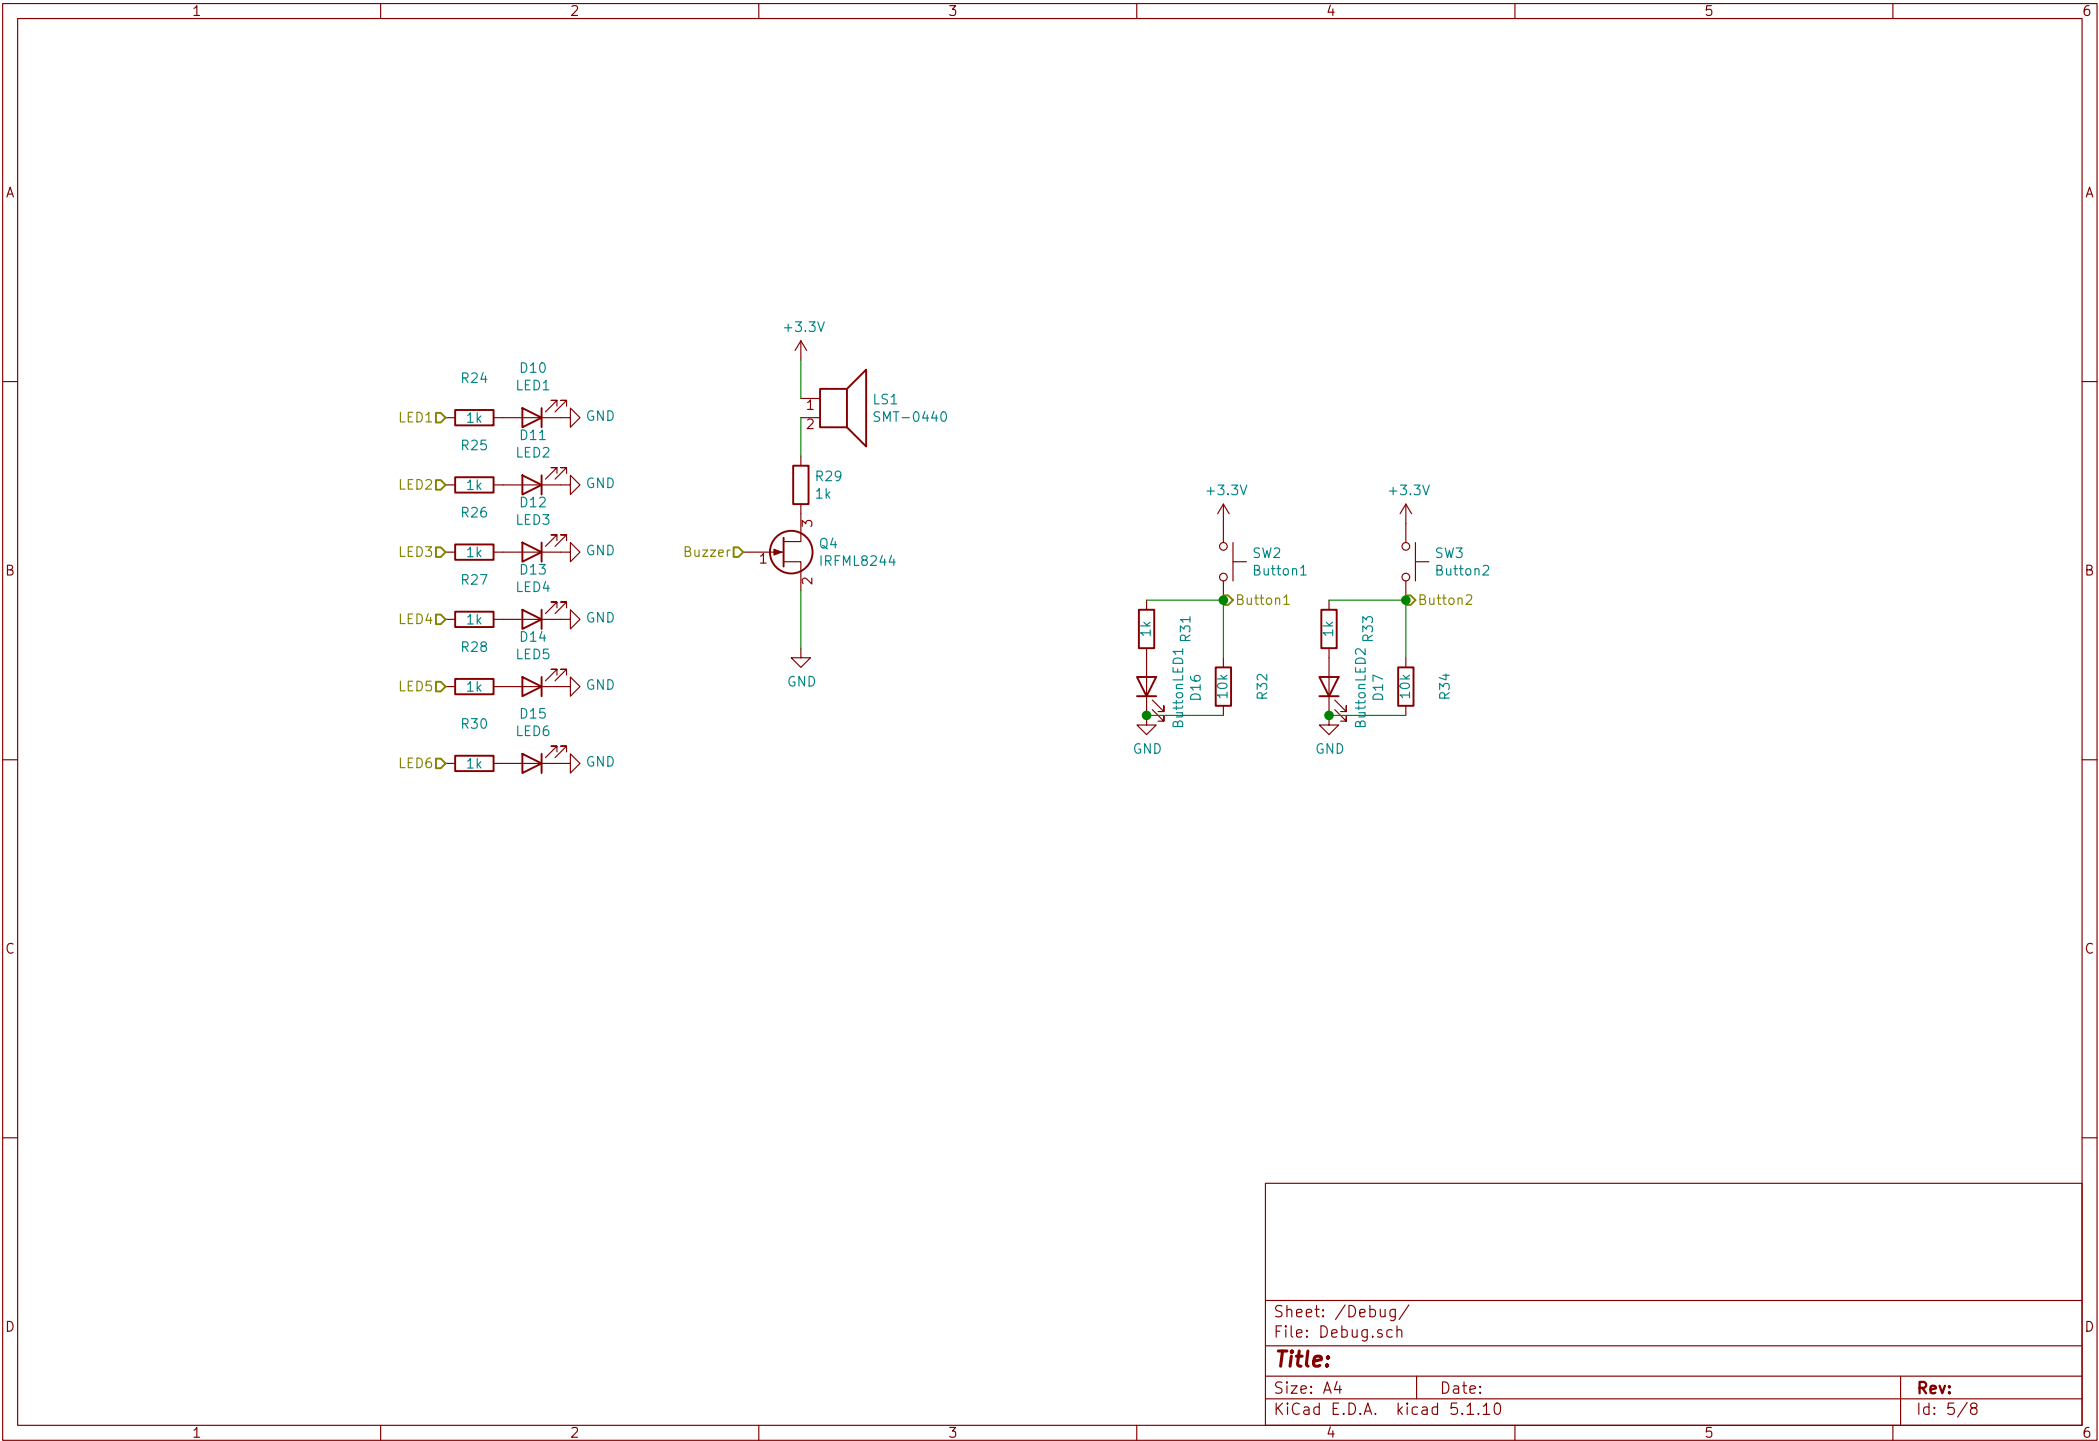 1 2 3 4 5 6
A A
B B
C C
D D
R24
D10
LED1
LED1 1k GND
R25
D11
LED2
LED2 1k GND
R26
D12
LED3
LED3 1k GND
R27
D13
LED4
LED4 1k GND
R28
D14
LED5
LED5 1k GND
R30
D15
LED6
LED6 1k GND
+3.3V
1
2
LS1
SMT-0440
R29
1k
3
Buzzer 1
Q4
IRFML8244
2
GND
+3.3V
SW2
Button1
Button1
1k
R31
ButtonLED1
D16
10k
R32
GND
+3.3V
SW3
Button2
Button2
1k
R33
ButtonLED2
D17
10k
R34
GND
Sheet: /Debug/
File: Debug.sch
Title:
Size: A4 Date: Rev:
KiCad E.D.A. kicad 5.1.10 Id: 5/8
1 2 3 4 5 6